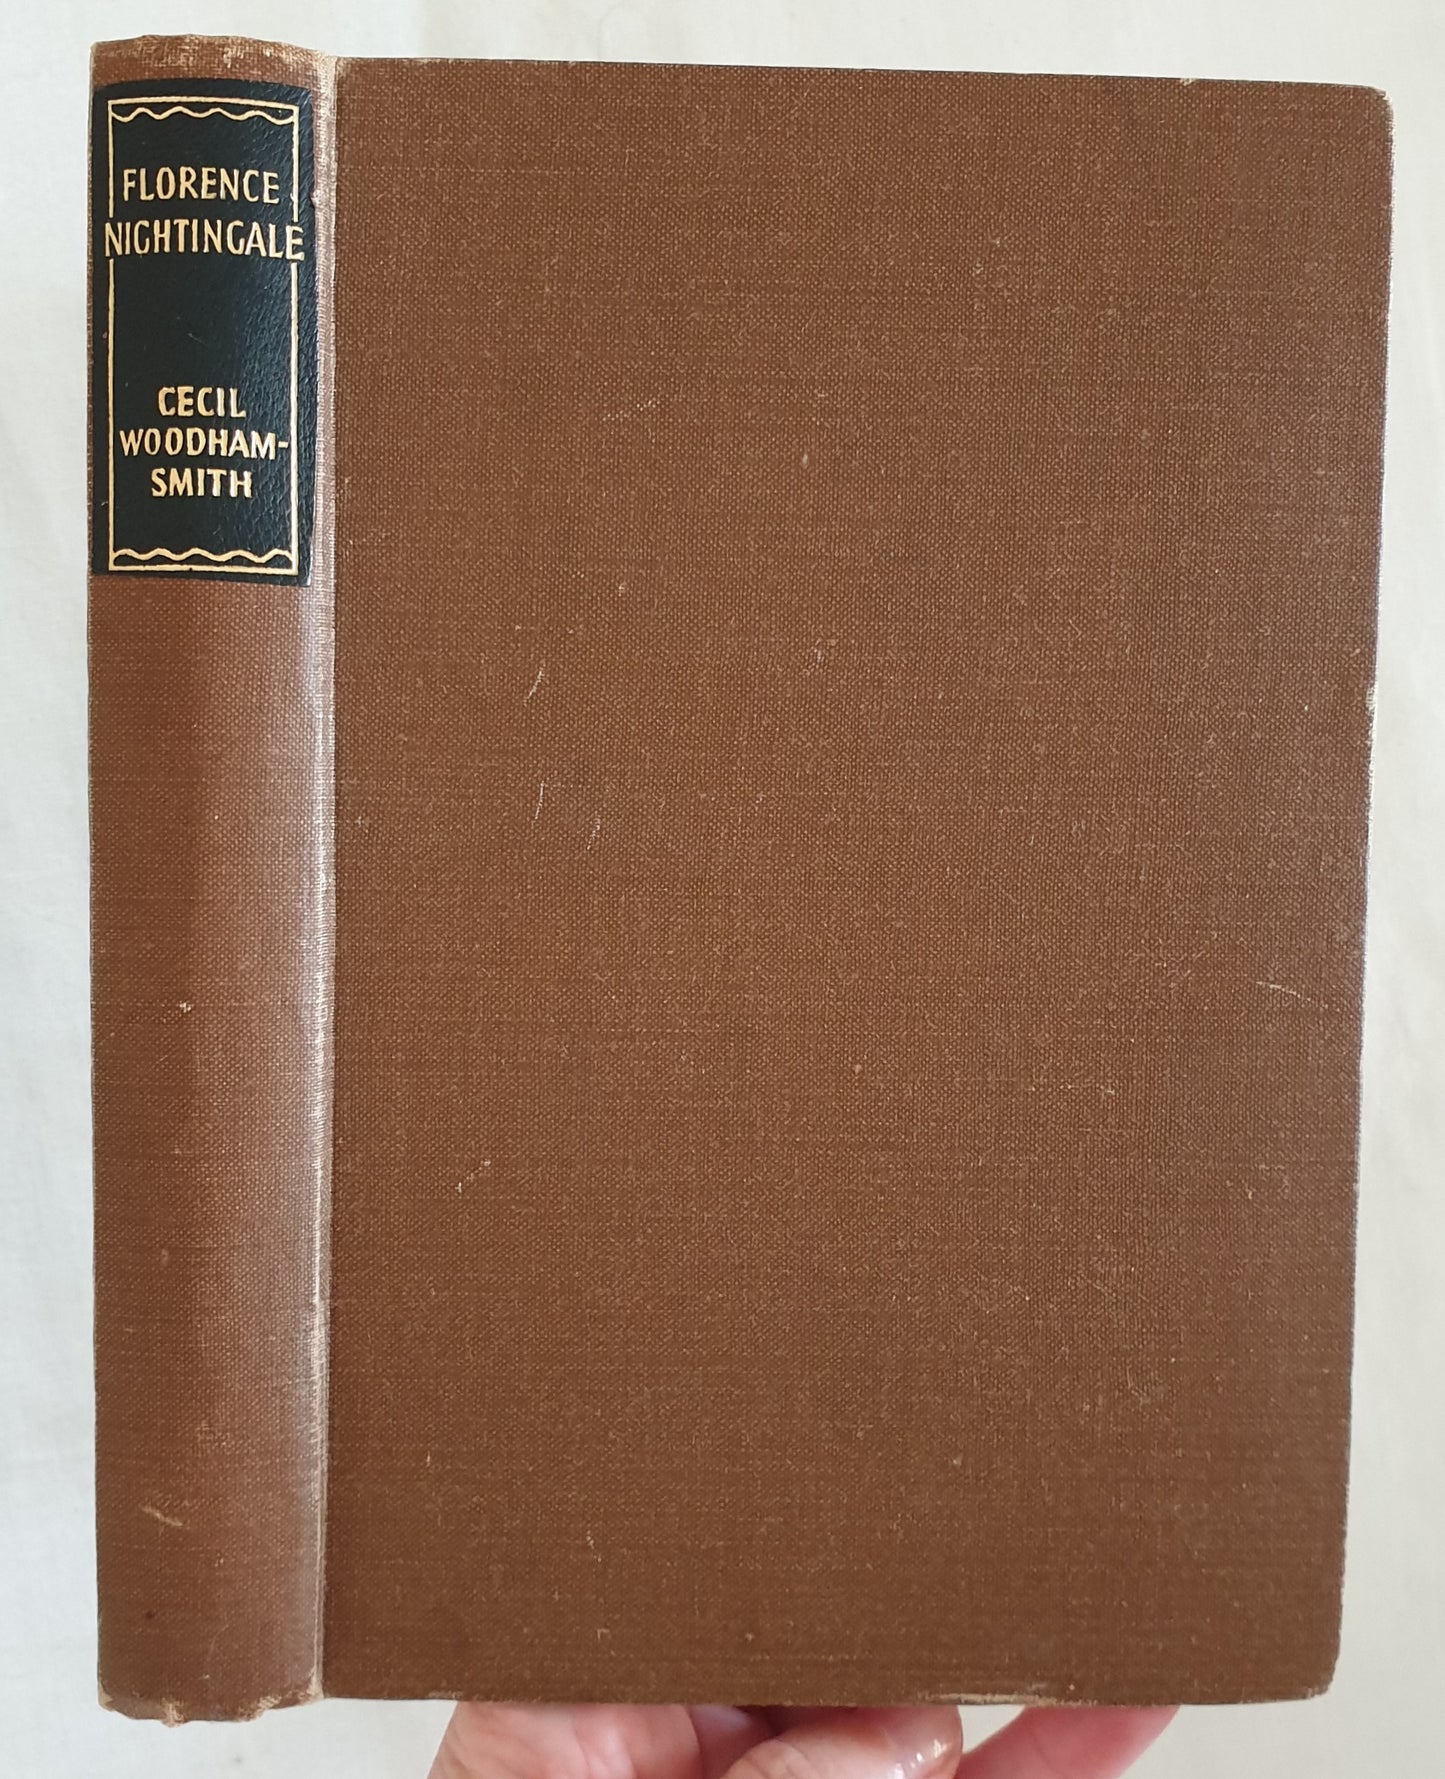 FLORENCE
NIGHTINGALE
CECIL
WOODHAM-
SMITH